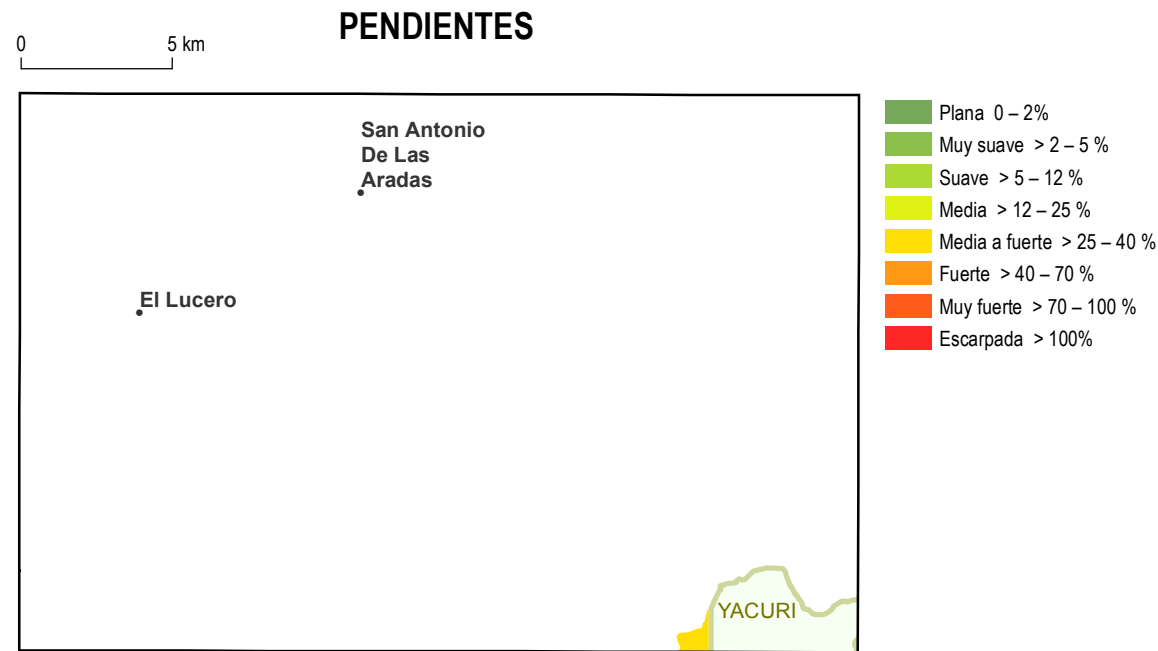 PENDIENTES
0 5 km
San Antonio
De Las
Aradas
El Lucero
YACURI
Plana 0 – 2%
Muy suave > 2 – 5 %
Suave > 5 – 12 %
Media > 12 – 25 %
Media a fuerte > 25 – 40 %
Fuerte > 40 – 70 %
Muy fuerte > 70 – 100 %
Escarpada > 100%